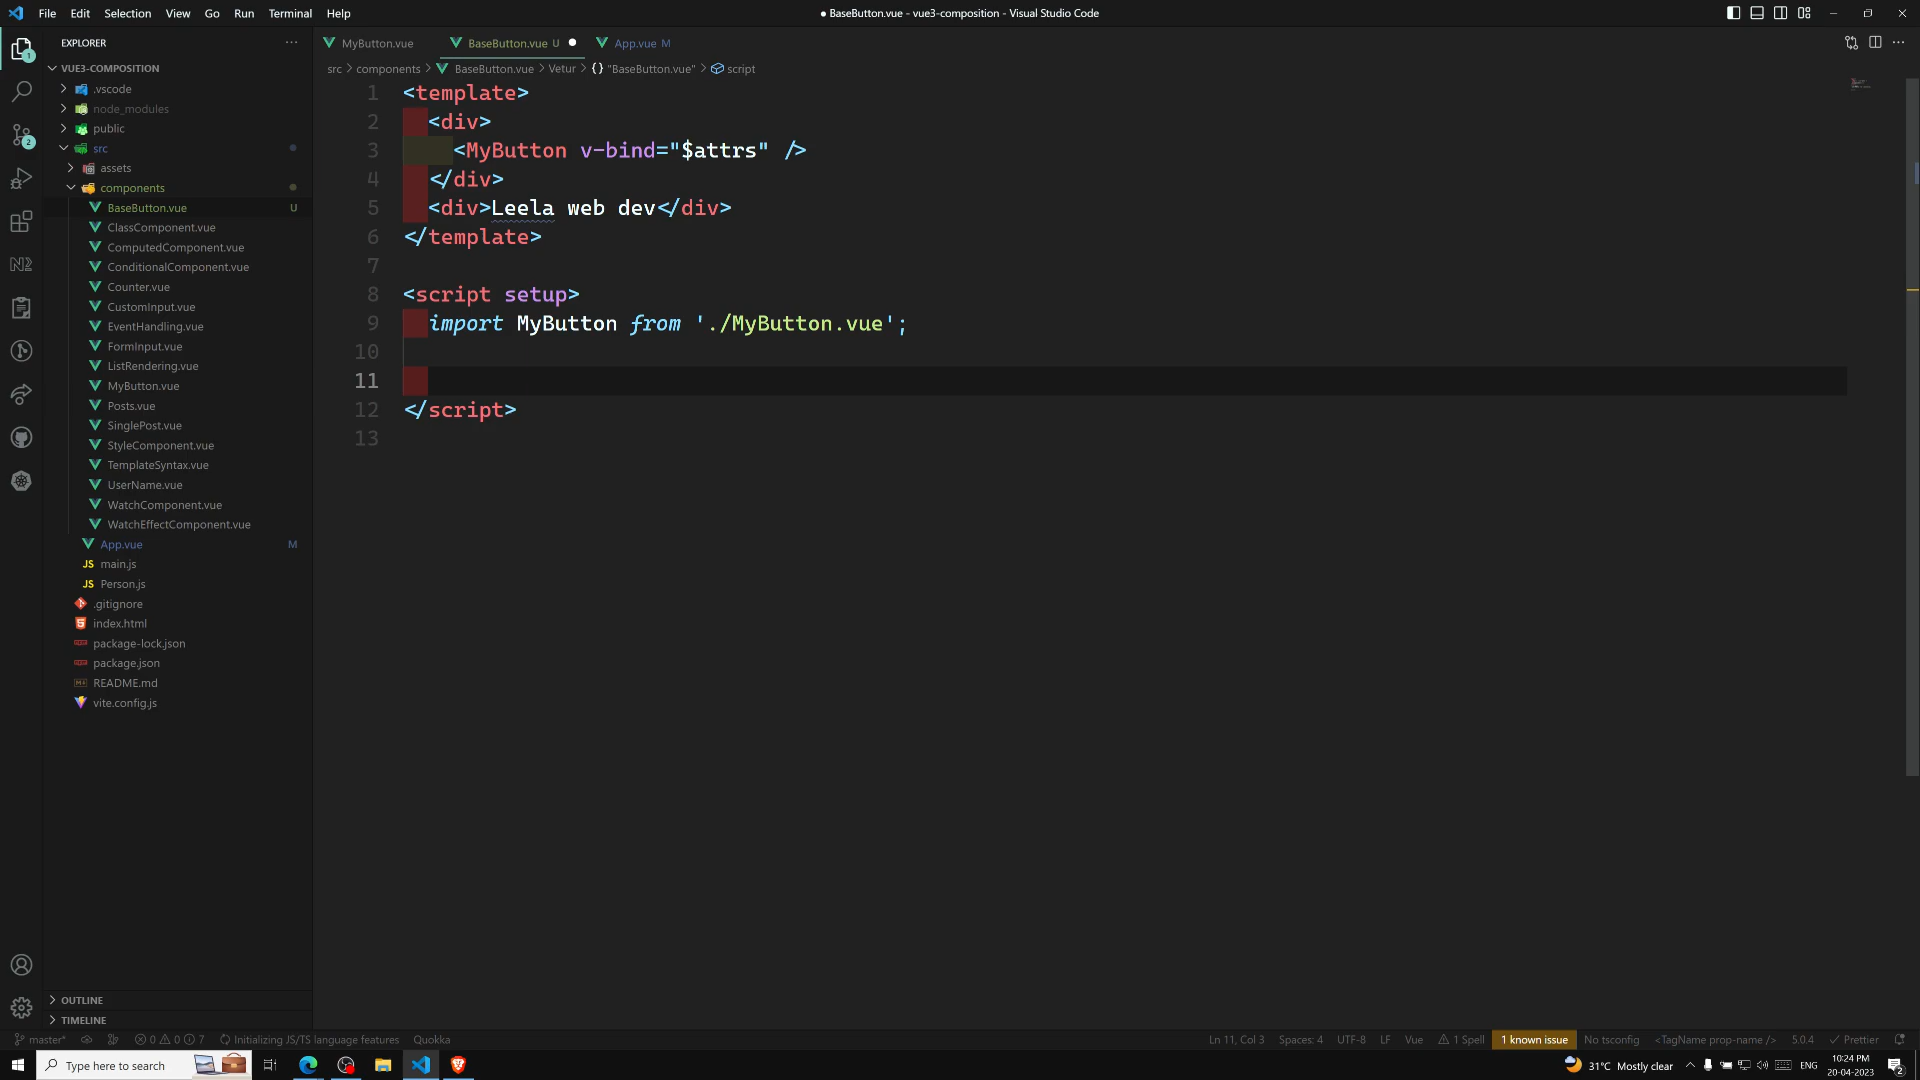 File Edit Selection View Go Run Terminal Help
● BaseButton.vue - vue3-composition - Visual Studio Code
EXPLORER
MyButton.vue
BaseButton.vue U
App.vue M
VUE3-COMPOSITION
src > components > BaseButton.vue > Vetur > {} "BaseButton.vue" > script
.vscode
node_modules
public
src
assets
components
BaseButton.vue U
ClassComponent.vue
ComputedComponent.vue
ConditionalComponent.vue
Counter.vue
CustomInput.vue
EventHandling.vue
FormInput.vue
ListRendering.vue
MyButton.vue
Posts.vue
SinglePost.vue
StyleComponent.vue
TemplateSyntax.vue
UserName.vue
WatchComponent.vue
WatchEffectComponent.vue
App.vue M
JS main.js
JS Person.js
.gitignore
index.html
package-lock.json
package.json
README.md
vite.config.js
OUTLINE
TIMELINE
1 <template>
2 <div>
3 <MyButton v-bind="$attrs" />
4 </div>
5 <div>Leela web dev</div>
6 </template>
7
8 <script setup>
9 import MyButton from './MyButton.vue';
10
11
12 </script>
13
master* 0 0 7 Initializing JS/TS language features Quokka
Ln 11, Col 3 Spaces: 4 UTF-8 LF Vue 1 Spell 1 known issue No tsconfig <TagName prop-name /> 5.0.4 Prettier
Type here to search
31°C Mostly clear
ENG
10:24 PM
20-04-2023
2